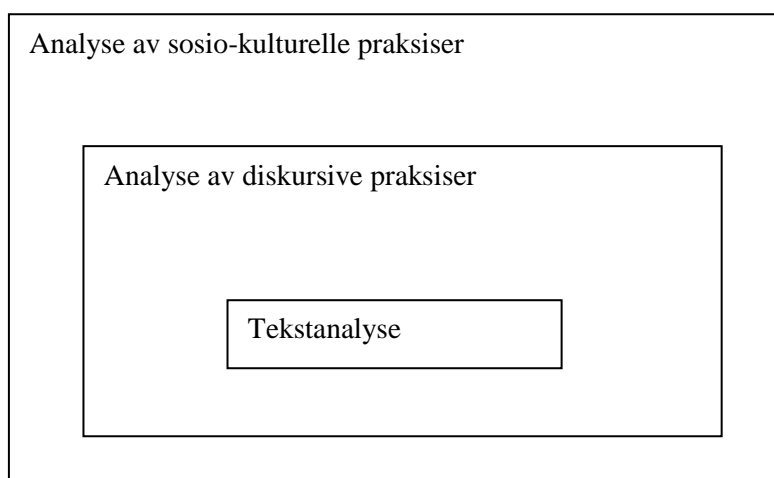 Analyse av sosio-kulturelle praksiser
Analyse av diskursive praksiser
Tekstanalyse